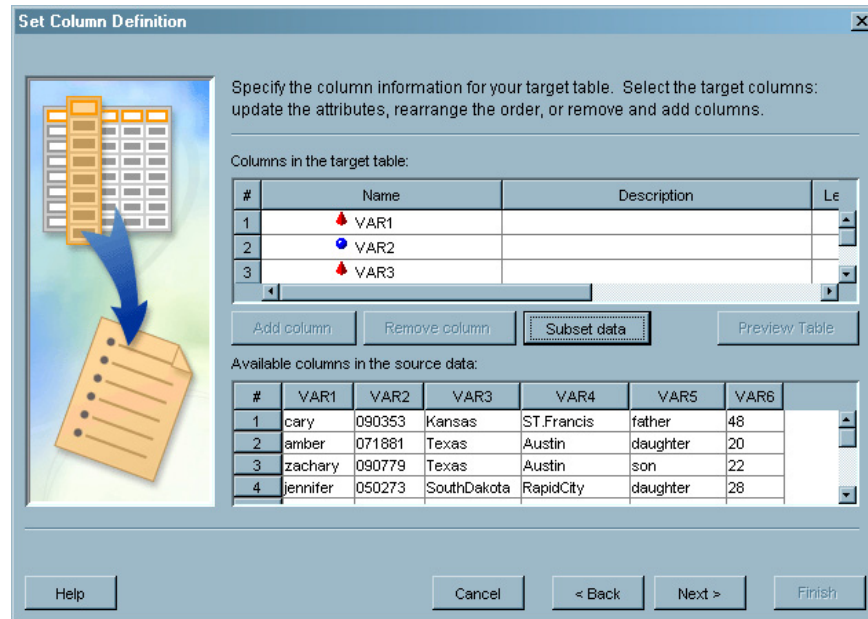 Set Column Definition
Specify the column information for your target table. Select the target columns:
update the attributes, rearrange the order, or remove and add columns.
Columns in the target table:
# Name Description Le
1 VAR1
2 VAR2
3 VAR3
Add column Remove column Subset data Preview Table
Available columns in the source data:
# VAR1 VAR2 VAR3 VAR4 VAR5 VAR6
1 cary 090353 Kansas ST.Francis father 48
2 amber 071881 Texas Austin daughter 20
3 zachary 090779 Texas Austin son 22
4 jennifer 050273 SouthDakota RapidCity daughter 28
Help Cancel < Back Next > Finish